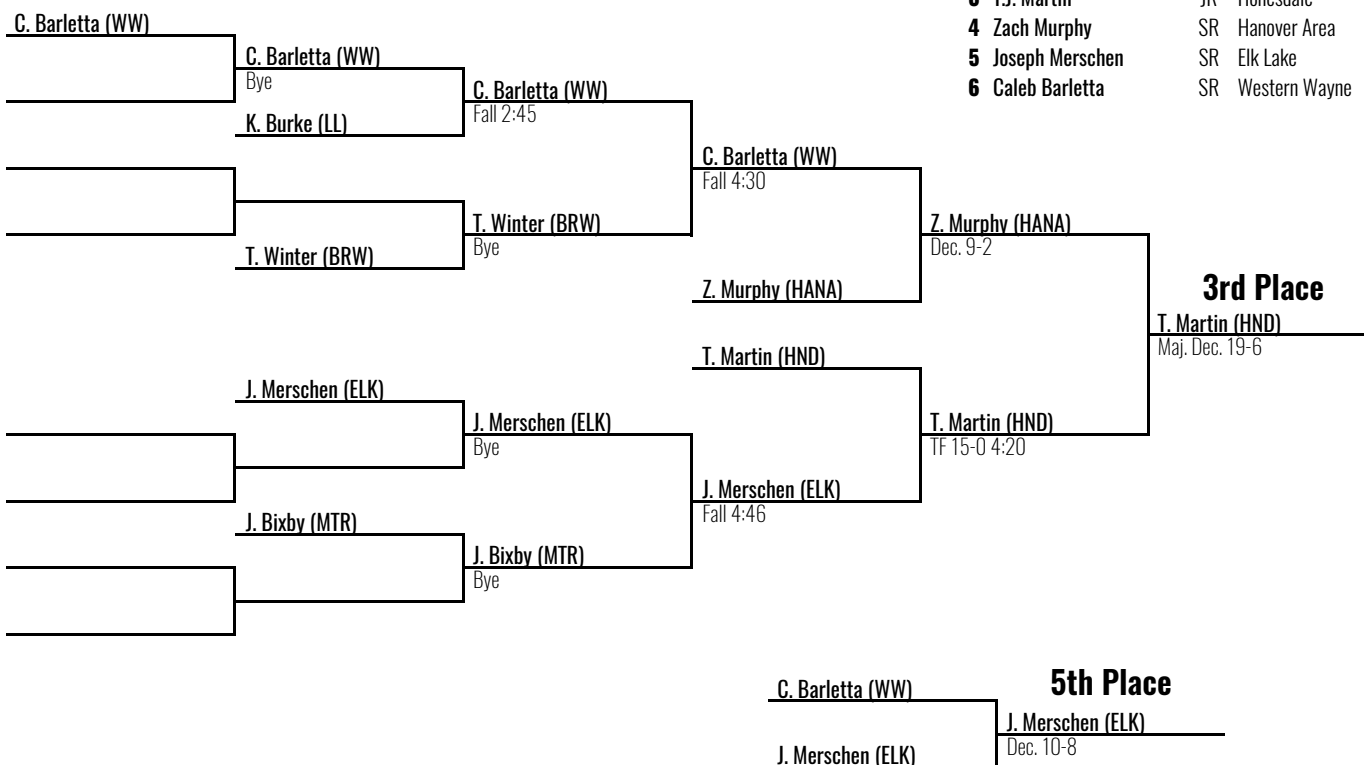 3 T.J. Martin JR Honesdale
C. Barletta (WW)
4 Zach Murphy SR Hanover Area
C. Barletta (WW)
5 Joseph Merschen SR Elk Lake
Bye
C. Barletta (WW)
6 Caleb Barletta SR Western Wayne
Fall 2:45
K. Burke (LL)
C. Barletta (WW)
Fall 4:30
T. Winter (BRW)
Z. Murphy (HANA)
Bye
Dec. 9-2
T. Winter (BRW)
Z. Murphy (HANA)
3rd Place
T. Martin (HND)
Maj. Dec. 19-6
T. Martin (HND)
J. Merschen (ELK)
J. Merschen (ELK)
T. Martin (HND)
Bye
TF 15-0 4:20
J. Merschen (ELK)
Fall 4:46
J. Bixby (MTR)
J. Bixby (MTR)
Bye
5th Place
C. Barletta (WW)
J. Merschen (ELK)
Dec. 10-8
J. Merschen (ELK)